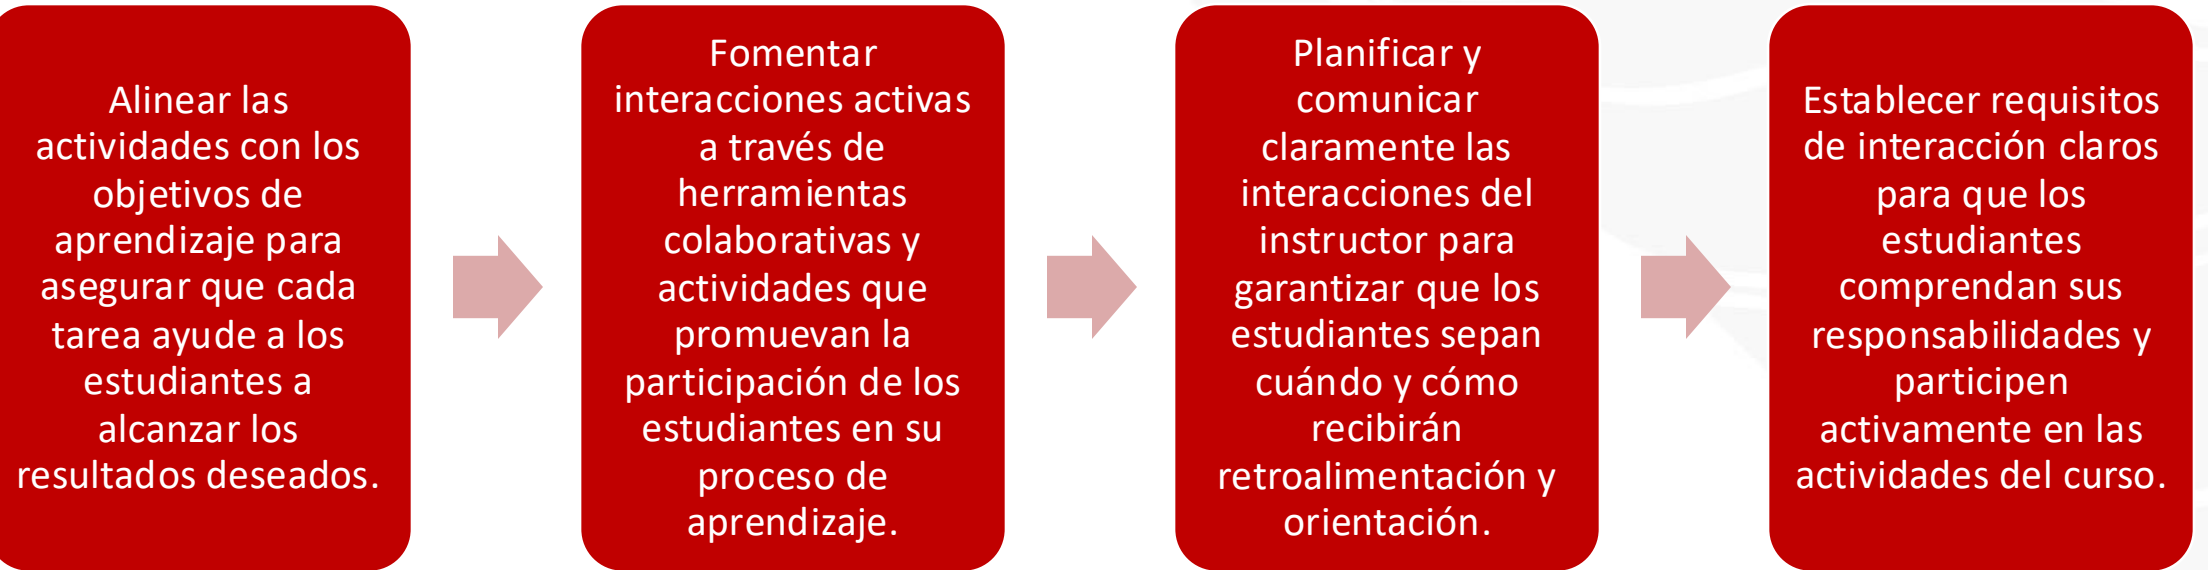 Alinear las
actividades con los
objetivos de
aprendizaje para
asegurar que cada
tarea ayude a los
estudiantes a
alcanzar los
resultados deseados.
Fomentar
interacciones activas
a través de
herramientas
colaborativas y
actividades que
promuevan la
participación de los
estudiantes en su
proceso de
aprendizaje.
Planificar y
comunicar
claramente las
interacciones del
instructor para
garantizar que los
estudiantes sepan
cuándo y cómo
recibirán
retroalimentación y
orientación.
Establecer requisitos
de interacción claros
para que los
estudiantes
comprendan sus
responsabilidades y
participen
activamente en las
actividades del curso.